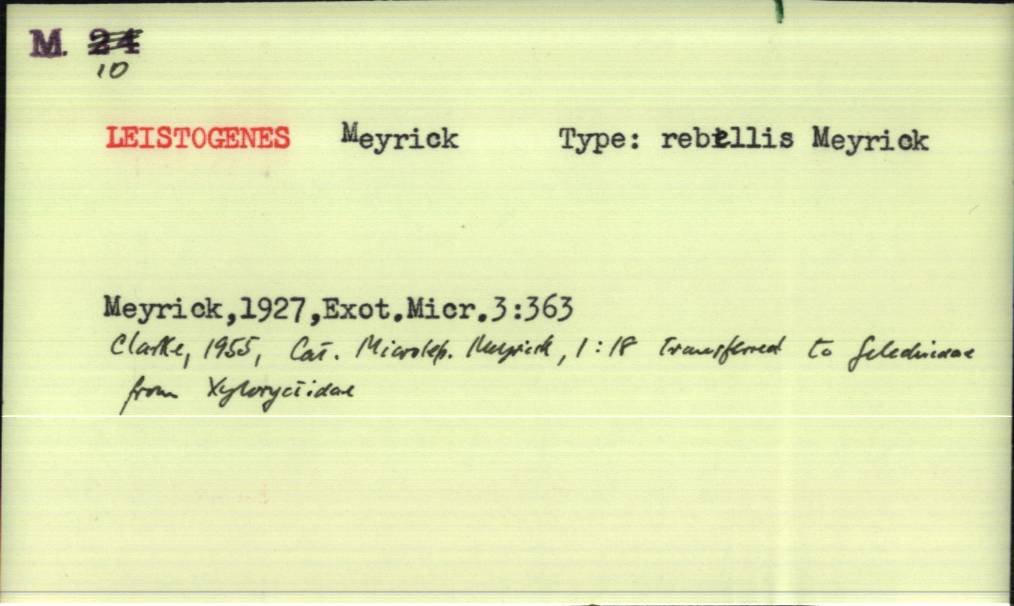 M. 24
10
LEISTOGENES Meyrick Type: rebellis Meyrick
Meyrick,1927,Exot.Micr.3:363
Clarke, 1955, Cat. Microlep. Meyrick, 1:18 transferred to Gelechiidae
from Xyloryctidae